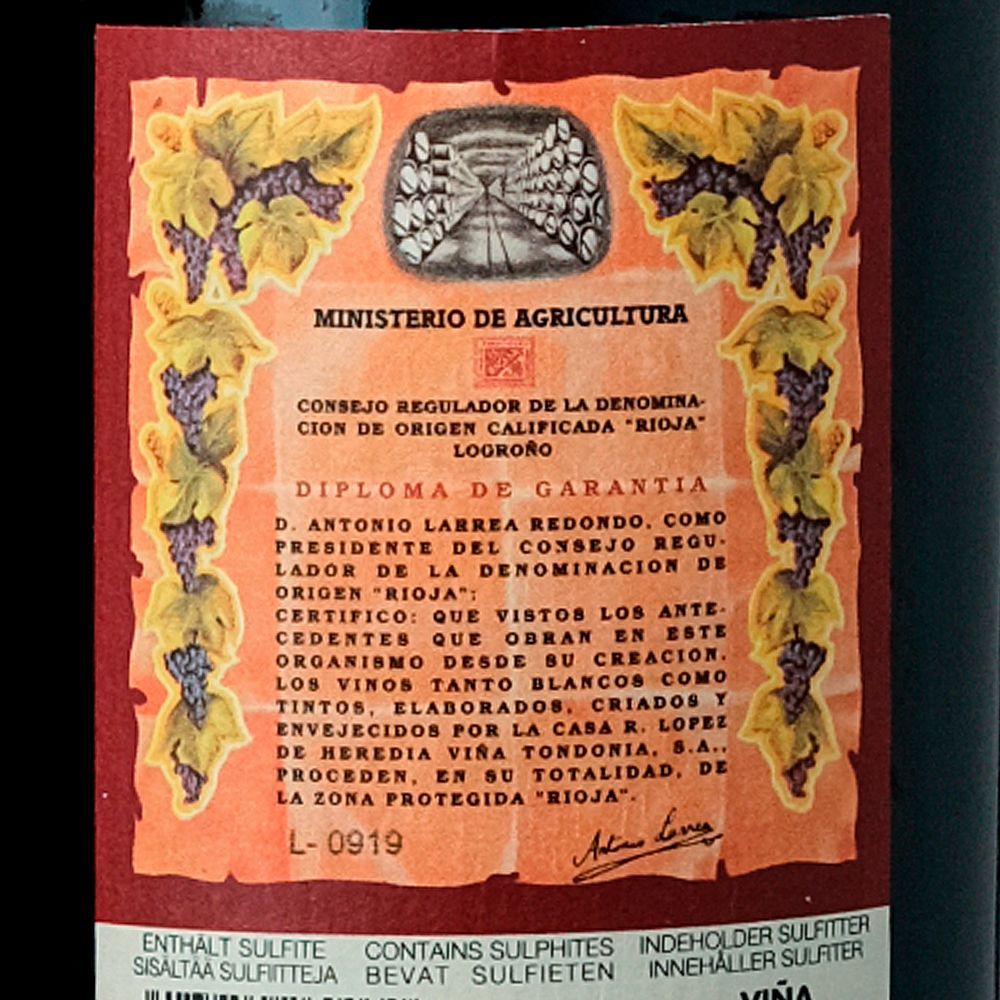 MINISTERIO DE AGRICULTURA
CONSEJO REGULADOR DE LA DENOMINA-
CION DE ORIGEN CALIFICADA "RIOJA"
LOGROÑO
DIPLOMA DE GARANTIA
D. ANTONIO LARREA REDONDO, COMO
PRESIDENTE DEL CONSEJO REGU-
LADOR DE LA DENOMINACION DE
ORIGEN "RIOJA":
CERTIFICO: QUE VISTOS LOS ANTE-
CEDENTES QUE OBRAN EN ESTE
ORGANISMO DESDE SU CREACION,
LOS VINOS TANTO BLANCOS COMO
TINTOS, ELABORADOS, CRIADOS Y
ENVEJECIDOS POR LA CASA R. LOPEZ
DE HEREDIA VIÑA TONDONIA, S.A.,
PROCEDEN, EN SU TOTALIDAD, DE
LA ZONA PROTEGIDA "RIOJA".
L- 0919
Antonio Larrea
ENTHÄLT SULFITE CONTAINS SULPHITES INDEHOLDER SULFITTER
SISÄLTÄÄ SULFIITTEJA BEVAT SULFIETEN INNEHÅLLER SULFITER
VIÑA